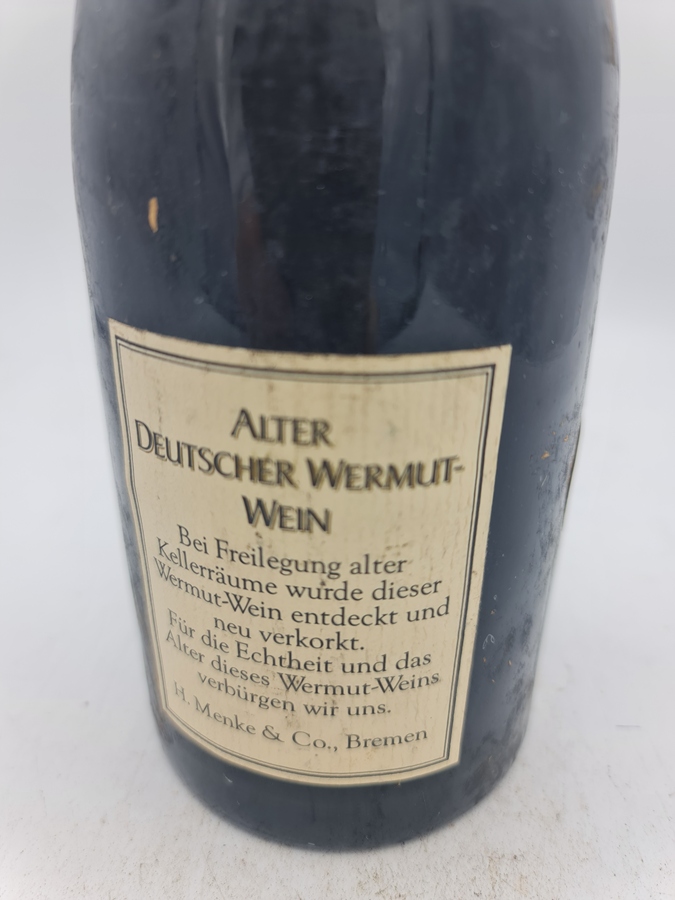 ALTER
DEUTSCHER WERMUT-
WEIN
Bei Freilegung alter
Kellerräume wurde dieser
Wermut-Wein entdeckt und
neu verkorkt.
Für die Echtheit und das
Alter dieses Wermut-Weins
verbürgen wir uns.
H. Menke & Co., Bremen